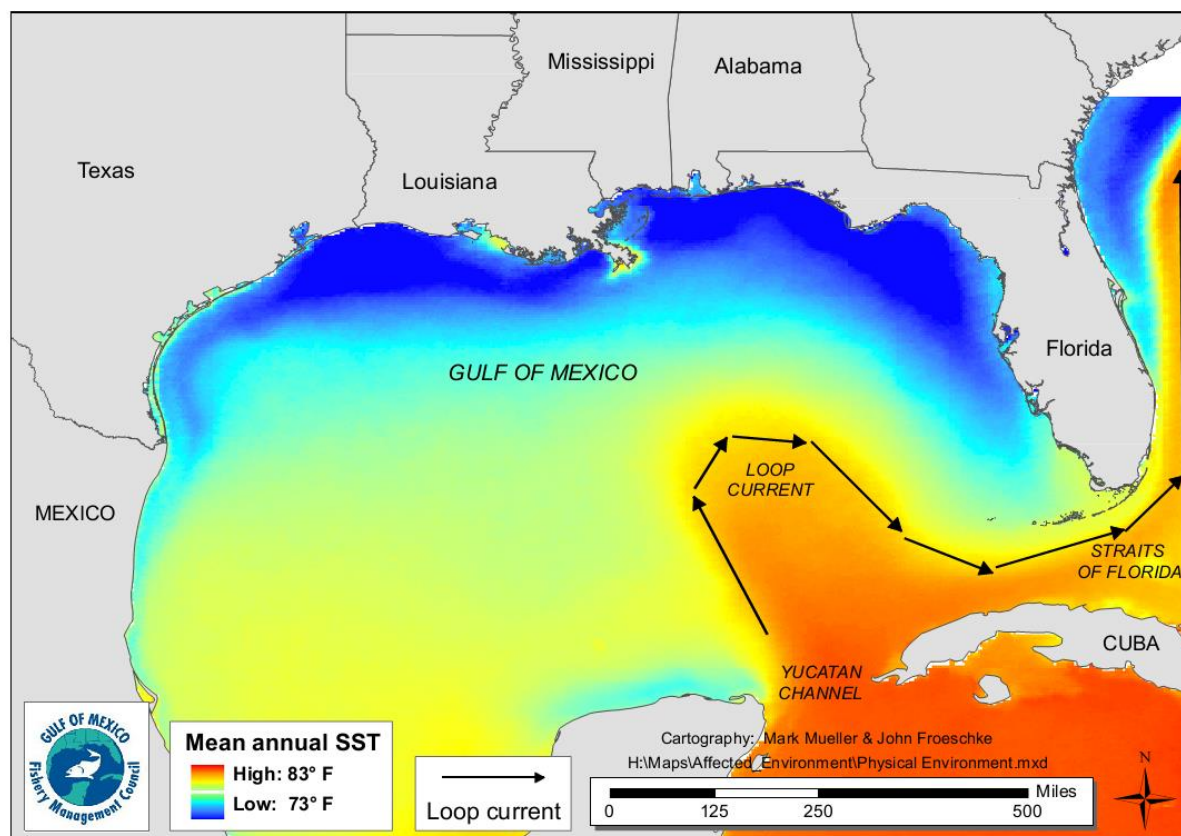 Mississippi
Alabama
Texas
Louisiana
Florida
GULF OF MEXICO
LOOP
CURRENT
MEXICO
STRAITS
OF FLORIDA
CUBA
YUCATAN
CHANNEL
GULF OF MEXICO
Fishery Management Council
Mean annual SST
High: 83° F
Low: 73° F
Loop current
Cartography: Mark Mueller & John Froeschke
H:\Maps\Affected_Environment\Physical Environment.mxd
Miles
0 125 250 500
N